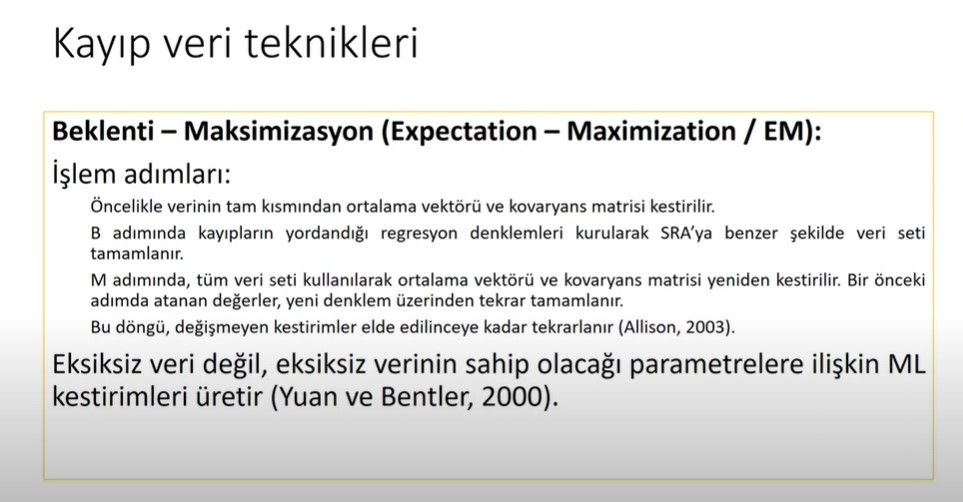 Kayıp veri teknikleri
Beklenti – Maksimizasyon (Expectation – Maximization / EM):
İşlem adımları:
Öncelikle verinin tam kısmından ortalama vektörü ve kovaryans matrisi kestirilir.
B adımında kayıpların yordandığı regresyon denklemleri kurularak SRA'ya benzer şekilde veri seti
tamamlanır.
M adımında, tüm veri seti kullanılarak ortalama vektörü ve kovaryans matrisi yeniden kestirilir. Bir önceki
adımda atanan değerler, yeni denklem üzerinden tekrar tamamlanır.
Bu döngü, değişmeyen kestirimler elde edilinceye kadar tekrarlanır (Allison, 2003).
Eksiksiz veri değil, eksiksiz verinin sahip olacağı parametrelere ilişkin ML
kestirimleri üretir (Yuan ve Bentler, 2000).